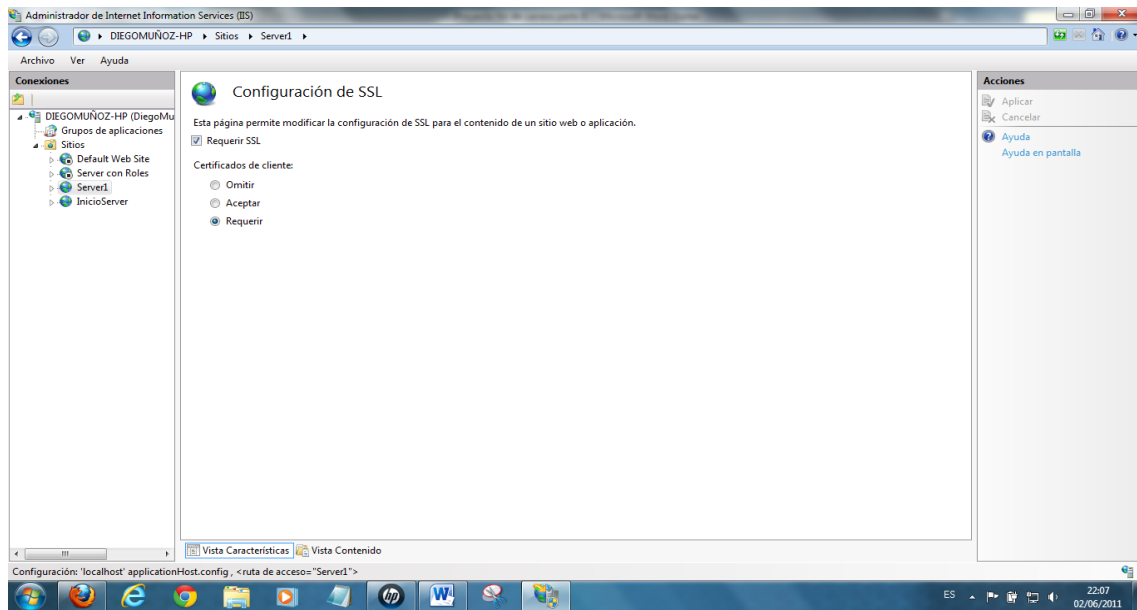 Administrador de Internet Information Services (IIS)
DIEGOMUÑOZ-HP Sitios Server1
Archivo Ver Ayuda
Conexiones
DIEGOMUÑOZ-HP (DiegoMu
Grupos de aplicaciones
Sitios
Default Web Site
Server con Roles
Server1
InicioServer
Configuración de SSL
Esta página permite modificar la configuración de SSL para el contenido de un sitio web o aplicación.
Requerir SSL
Certificados de cliente:
Omitir
Aceptar
Requerir
Acciones
Aplicar
Cancelar
Ayuda
Ayuda en pantalla
Vista Características Vista Contenido
Configuración: 'localhost' applicationHost.config , <ruta de acceso="Server1">
hp W ES 22:07
02/06/2011